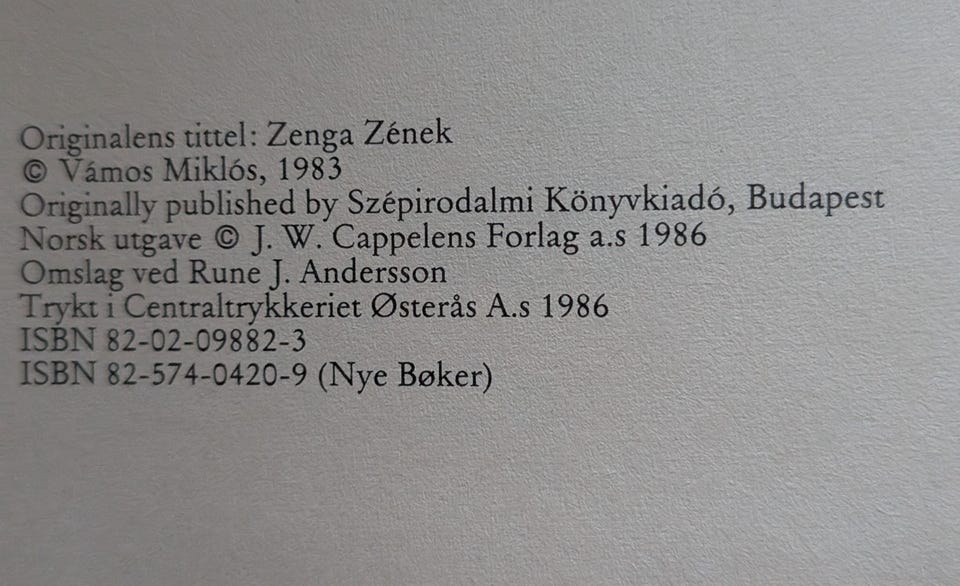 Originalens tittel: Zenga Zének
© Vámos Miklós, 1983
Originally published by Szépirodalmi Könyvkiadó, Budapest
Norsk utgave © J. W. Cappelens Forlag a.s 1986
Omslag ved Rune J. Andersson
Trykt i Centraltrykkeriet Østerås A.s 1986
ISBN 82-02-09882-3
ISBN 82-574-0420-9 (Nye Bøker)